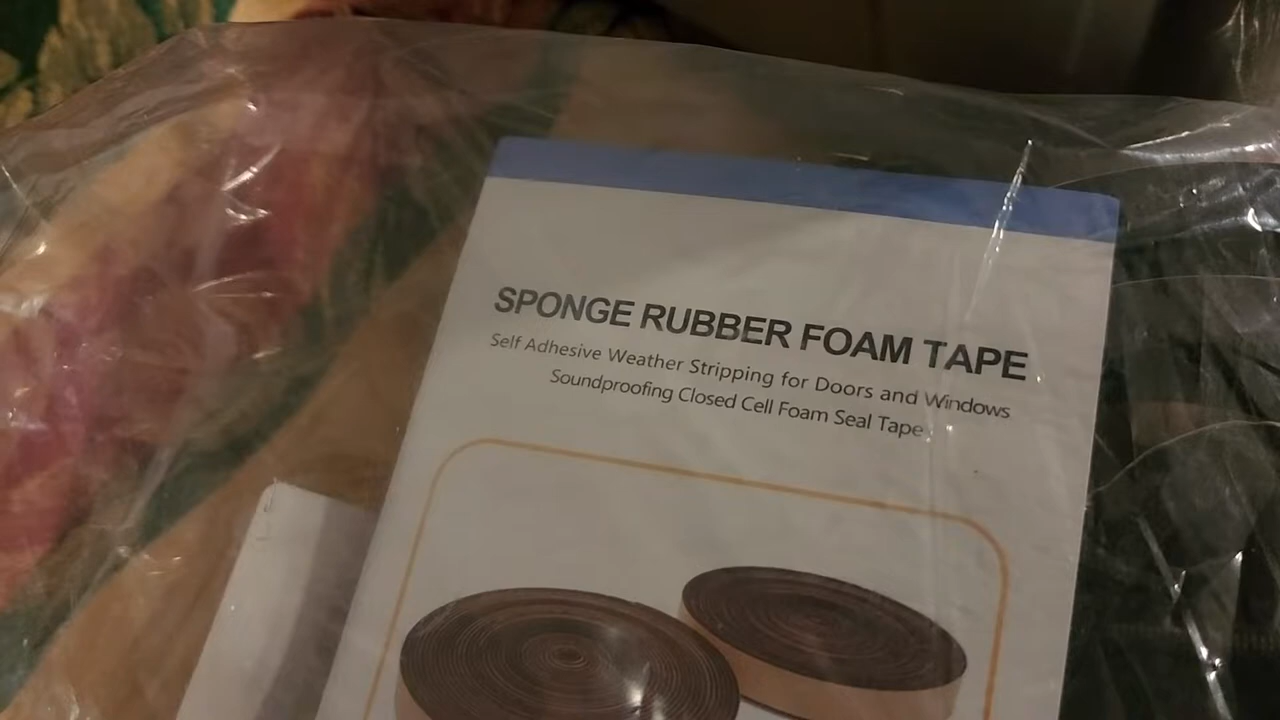 SPONGE RUBBER FOAM TAPE
Self Adhesive Weather Stripping for Doors and Windows
Soundproofing Closed Cell Foam Seal Tape